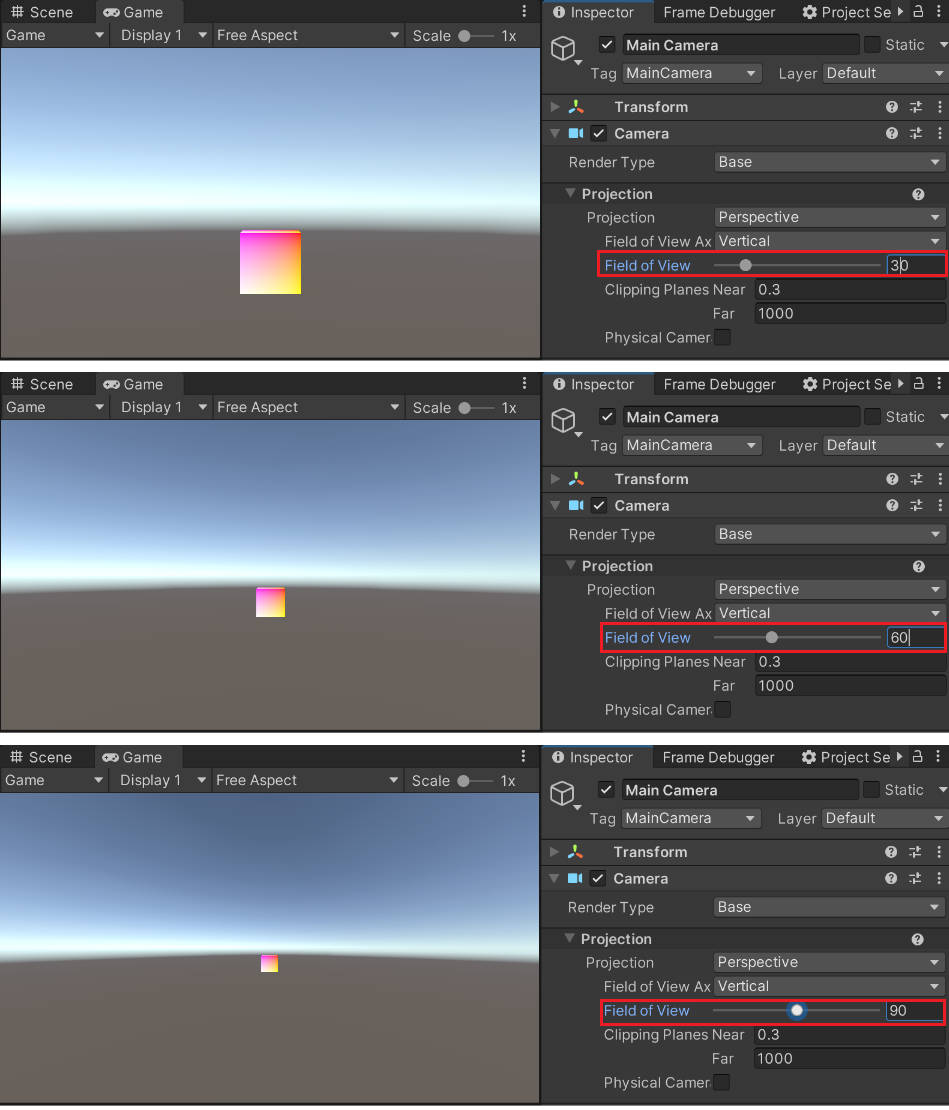 Scene Game Inspector Frame Debugger Project Se
Game Display 1 Free Aspect Scale 1x Main Camera Static
Tag MainCamera Layer Default
Transform
Camera
Render Type Base
Projection
Projection Perspective
Field of View Ax Vertical
Field of View 30
Clipping Planes Near 0.3
Far 1000
Physical Camer
Scene Game Inspector Frame Debugger Project Se
Game Display 1 Free Aspect Scale 1x Main Camera Static
Tag MainCamera Layer Default
Transform
Camera
Render Type Base
Projection
Projection Perspective
Field of View Ax Vertical
Field of View 60
Clipping Planes Near 0.3
Far 1000
Physical Camer
Scene Game Inspector Frame Debugger Project Se
Game Display 1 Free Aspect Scale 1x Main Camera Static
Tag MainCamera Layer Default
Transform
Camera
Render Type Base
Projection
Projection Perspective
Field of View Ax Vertical
Field of View 90
Clipping Planes Near 0.3
Far 1000
Physical Camer